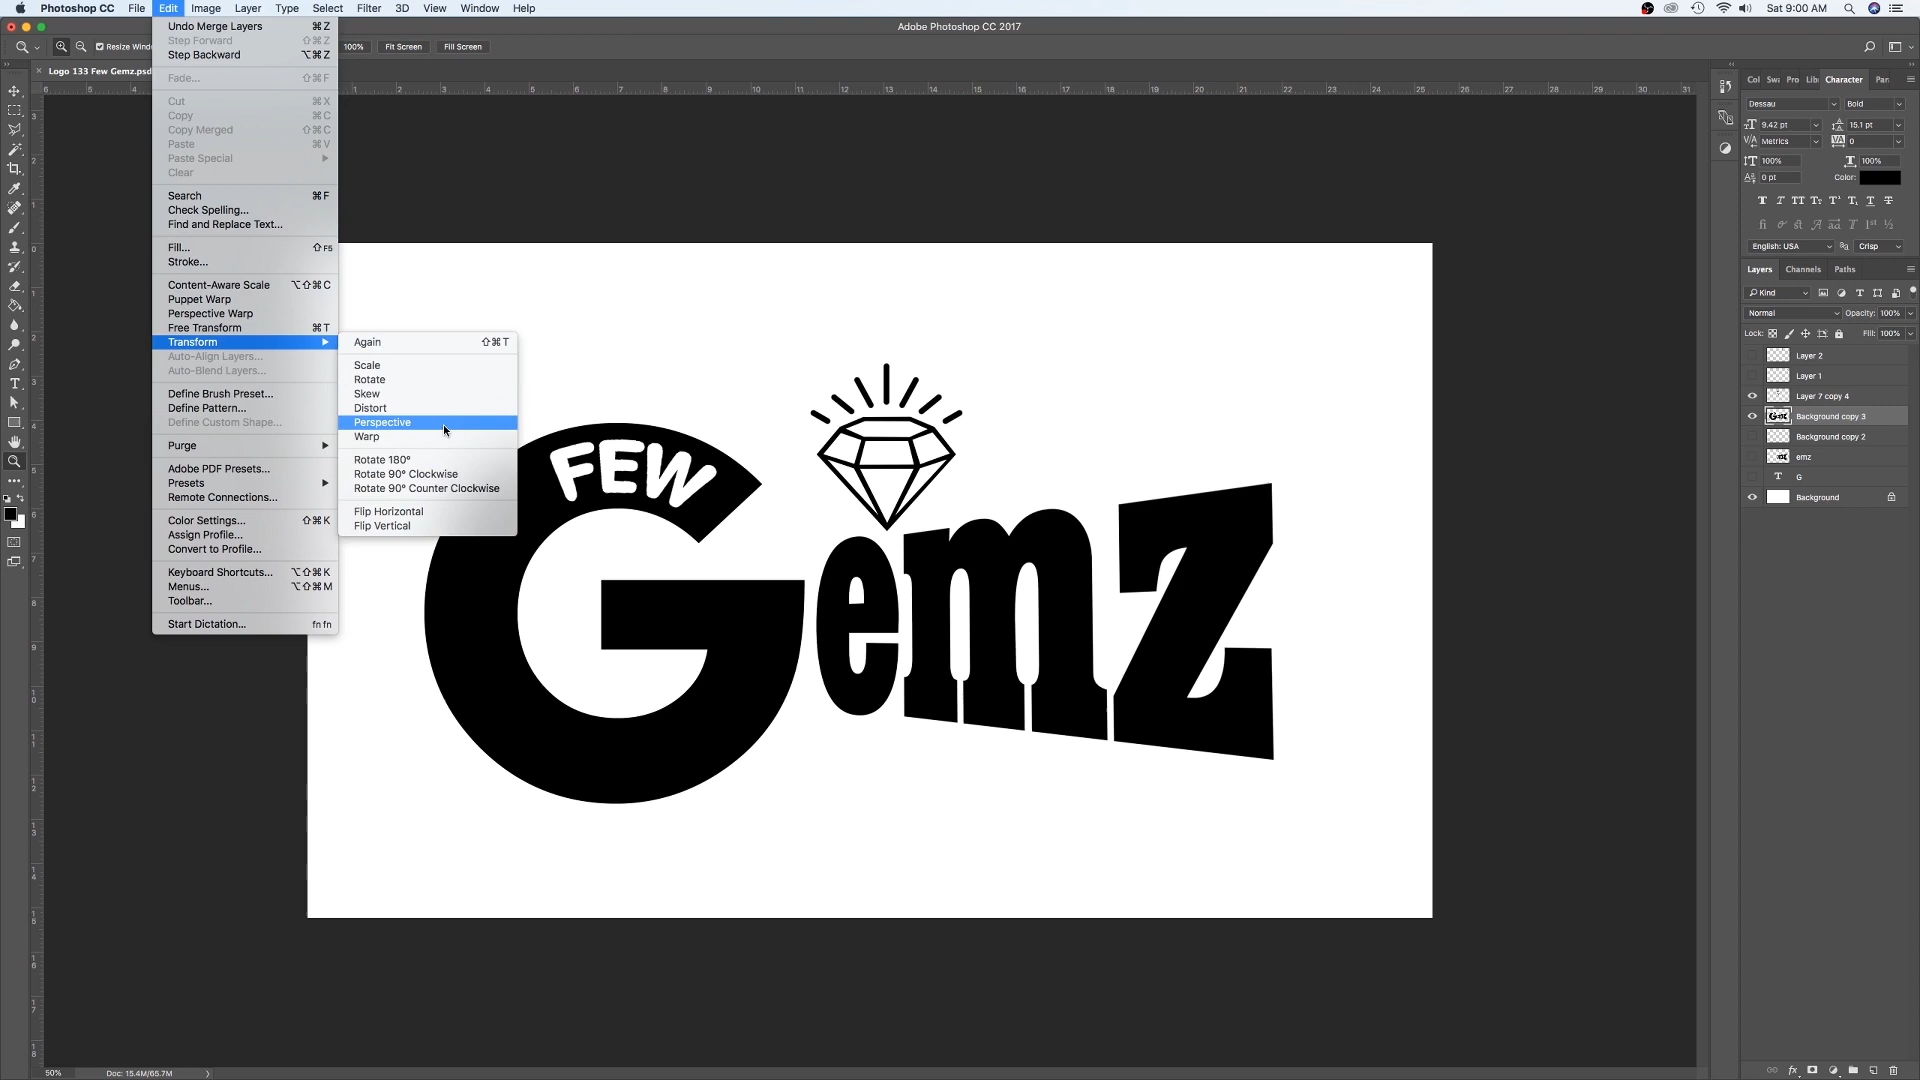 Photoshop CC File Edit Image Layer Type Select Filter 3D View Window Help Sat 9:00 AM
Adobe Photoshop CC 2017
100% Fit Screen Fill Screen
Logo 133 Few Gemz.psd
Undo Merge Layers ⌘Z
Step Forward ⇧⌘Z
Step Backward ⌥⌘Z
Fade... ⇧⌘F
Cut ⌘X
Copy ⌘C
Copy Merged ⇧⌘C
Paste ⌘V
Paste Special
Clear
Search ⌘F
Check Spelling...
Find and Replace Text...
Fill... ⇧F5
Stroke...
Content-Aware Scale ⌥⇧⌘C
Puppet Warp
Perspective Warp
Free Transform ⌘T
Transform
Auto-Align Layers...
Auto-Blend Layers...
Define Brush Preset...
Define Pattern...
Define Custom Shape...
Purge
Adobe PDF Presets...
Presets
Remote Connections...
Color Settings... ⇧⌘K
Assign Profile...
Convert to Profile...
Keyboard Shortcuts... ⌥⇧⌘K
Menus... ⌥⇧⌘M
Toolbar...
Start Dictation... fn fn
Again ⇧⌘T
Scale
Rotate
Skew
Distort
Perspective
Warp
Rotate 180°
Rotate 90° Clockwise
Rotate 90° Counter Clockwise
Flip Horizontal
Flip Vertical
FEW
Gemz
Col Pro Character
Dessau Bold
9.42 pt 15.1 pt
Metrics 0
100% 100%
0 pt Color:
English: USA Crisp
Layers Channels Paths
Kind
Normal Opacity: 100%
Lock: Fill: 100%
Layer 2
Layer 1
Layer 7 copy 4
Background copy 3
Background copy 2
emz
G
Background
50% Doc: 15.4M/65.7M